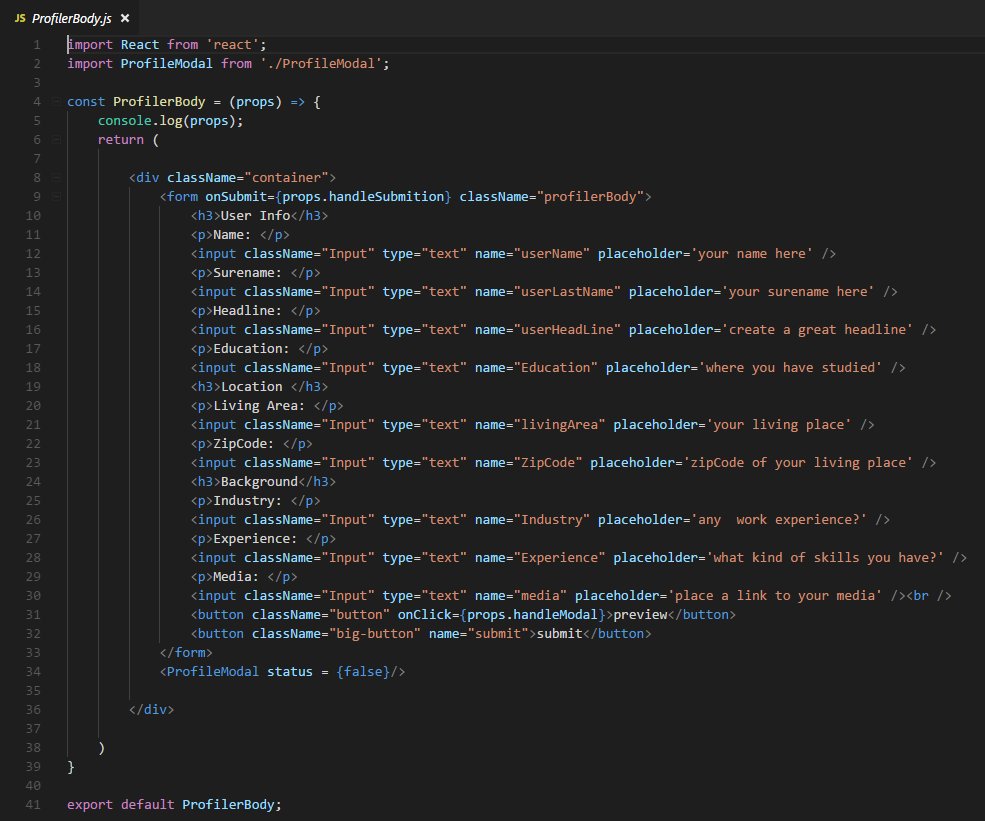 JS ProfilerBody.js ×
1 import React from 'react';
2 import ProfileModal from './ProfileModal';
3
4 const ProfilerBody = (props) => {
5 console.log(props);
6 return (
7
8 <div className="container">
9 <form onSubmit={props.handleSubmition} className="profilerBody">
10 <h3>User Info</h3>
11 <p>Name: </p>
12 <input className="Input" type="text" name="userName" placeholder='your name here' />
13 <p>Surename: </p>
14 <input className="Input" type="text" name="userLastName" placeholder='your surename here' />
15 <p>Headline: </p>
16 <input className="Input" type="text" name="userHeadLine" placeholder='create a great headline' />
17 <p>Education: </p>
18 <input className="Input" type="text" name="Education" placeholder='where you have studied' />
19 <h3>Location </h3>
20 <p>Living Area: </p>
21 <input className="Input" type="text" name="livingArea" placeholder='your living place' />
22 <p>ZipCode: </p>
23 <input className="Input" type="text" name="ZipCode" placeholder='zipCode of your living place' />
24 <h3>Background</h3>
25 <p>Industry: </p>
26 <input className="Input" type="text" name="Industry" placeholder='any  work experience?' />
27 <p>Experience: </p>
28 <input className="Input" type="text" name="Experience" placeholder='what kind of skills you have?' />
29 <p>Media: </p>
30 <input className="Input" type="text" name="media" placeholder='place a link to your media' /><br />
31 <button className="button" onClick={props.handleModal}>preview</button>
32 <button className="big-button" name="submit">submit</button>
33 </form>
34 <ProfileModal status = {false}/>
35
36 </div>
37
38 )
39 }
40
41 export default ProfilerBody;